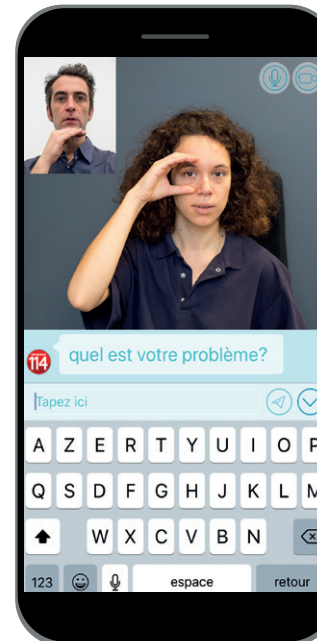 114
quel est votre problème?
Tapez ici
A Z E R T Y U I O P
Q S D F G H J K L M
W X C V B N
123 espace retour